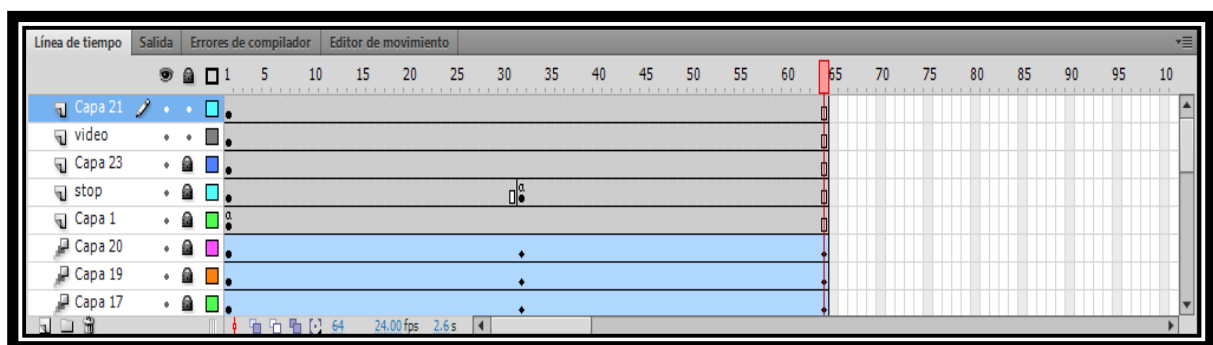 Línea de tiempo Salida Errores de compilador Editor de movimiento
1 5 10 15 20 25 30 35 40 45 50 55 60 65 70 75 80 85 90 95 10
Capa 21
video
Capa 23
stop a
Capa 1 a
Capa 20
Capa 19
Capa 17
64 24.00 fps 2.6 s